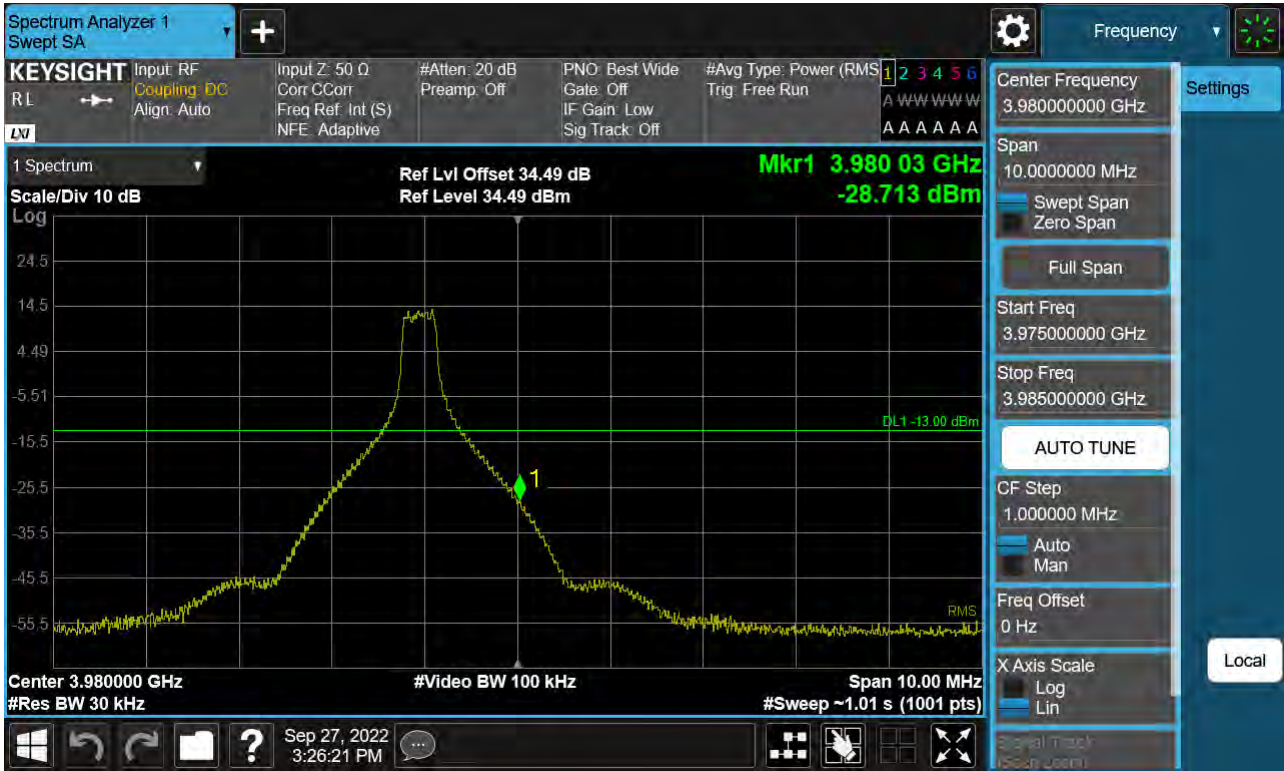 Spectrum Analyzer 1
Swept SA
+
Frequency
KEYSIGHT
RL
LXI
Input: RF
Coupling: DC
Align: Auto
Input Z: 50 Ω
Corr CCorr
Freq Ref: Int (S)
NFE: Adaptive
#Atten: 20 dB
Preamp: Off
PNO: Best Wide
Gate: Off
IF Gain: Low
Sig Track: Off
#Avg Type: Power (RMS
Trig: Free Run
1 2 3 4 5 6
A W W W W W
A A A A A A
1 Spectrum
Scale/Div 10 dB
Log
Ref Lvl Offset 34.49 dB
Ref Level 34.49 dBm
Mkr1 3.980 03 GHz
-28.713 dBm
24.5
14.5
4.49
-5.51
DL1 -13.00 dBm
-15.5
1
-25.5
-35.5
-45.5
RMS
-55.5
Center 3.980000 GHz
#Res BW 30 kHz
#Video BW 100 kHz
Span 10.00 MHz
#Sweep ~1.01 s (1001 pts)
Center Frequency
3.980000000 GHz
Settings
Span
10.0000000 MHz
Swept Span
Zero Span
Full Span
Start Freq
3.975000000 GHz
Stop Freq
3.985000000 GHz
AUTO TUNE
CF Step
1.000000 MHz
Auto
Man
Freq Offset
0 Hz
X Axis Scale
Log
Lin
Local
Signal Track
(Span Zoom)
?
Sep 27, 2022
3:26:21 PM